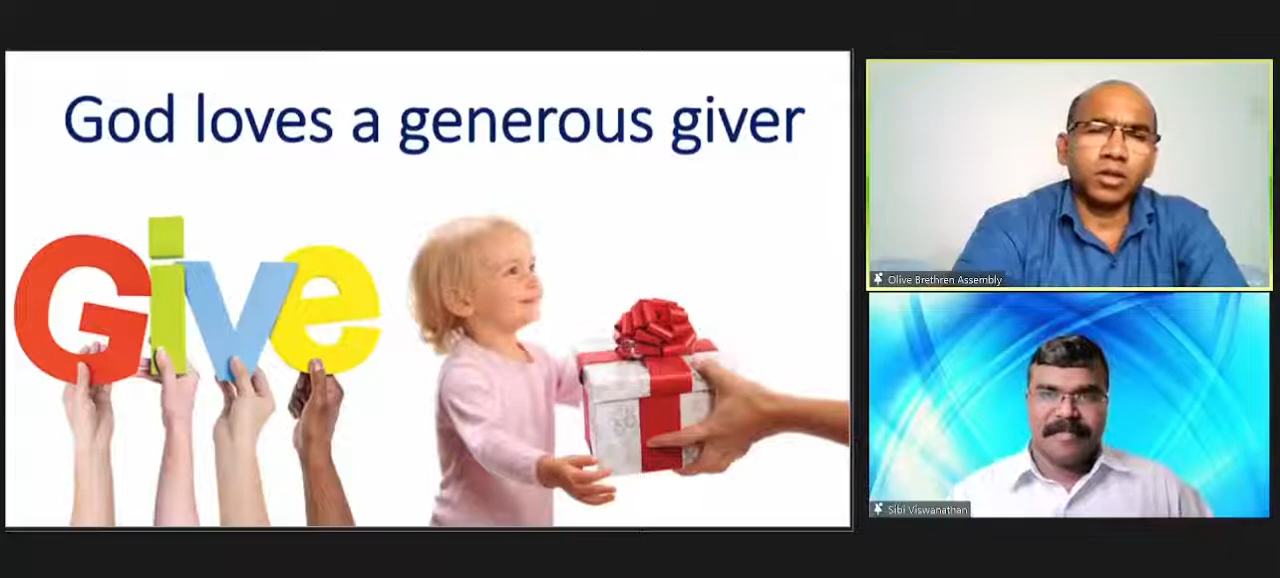 God loves a generous giver
Give
Olive Brethren Assembly
Sibi Viswanathan